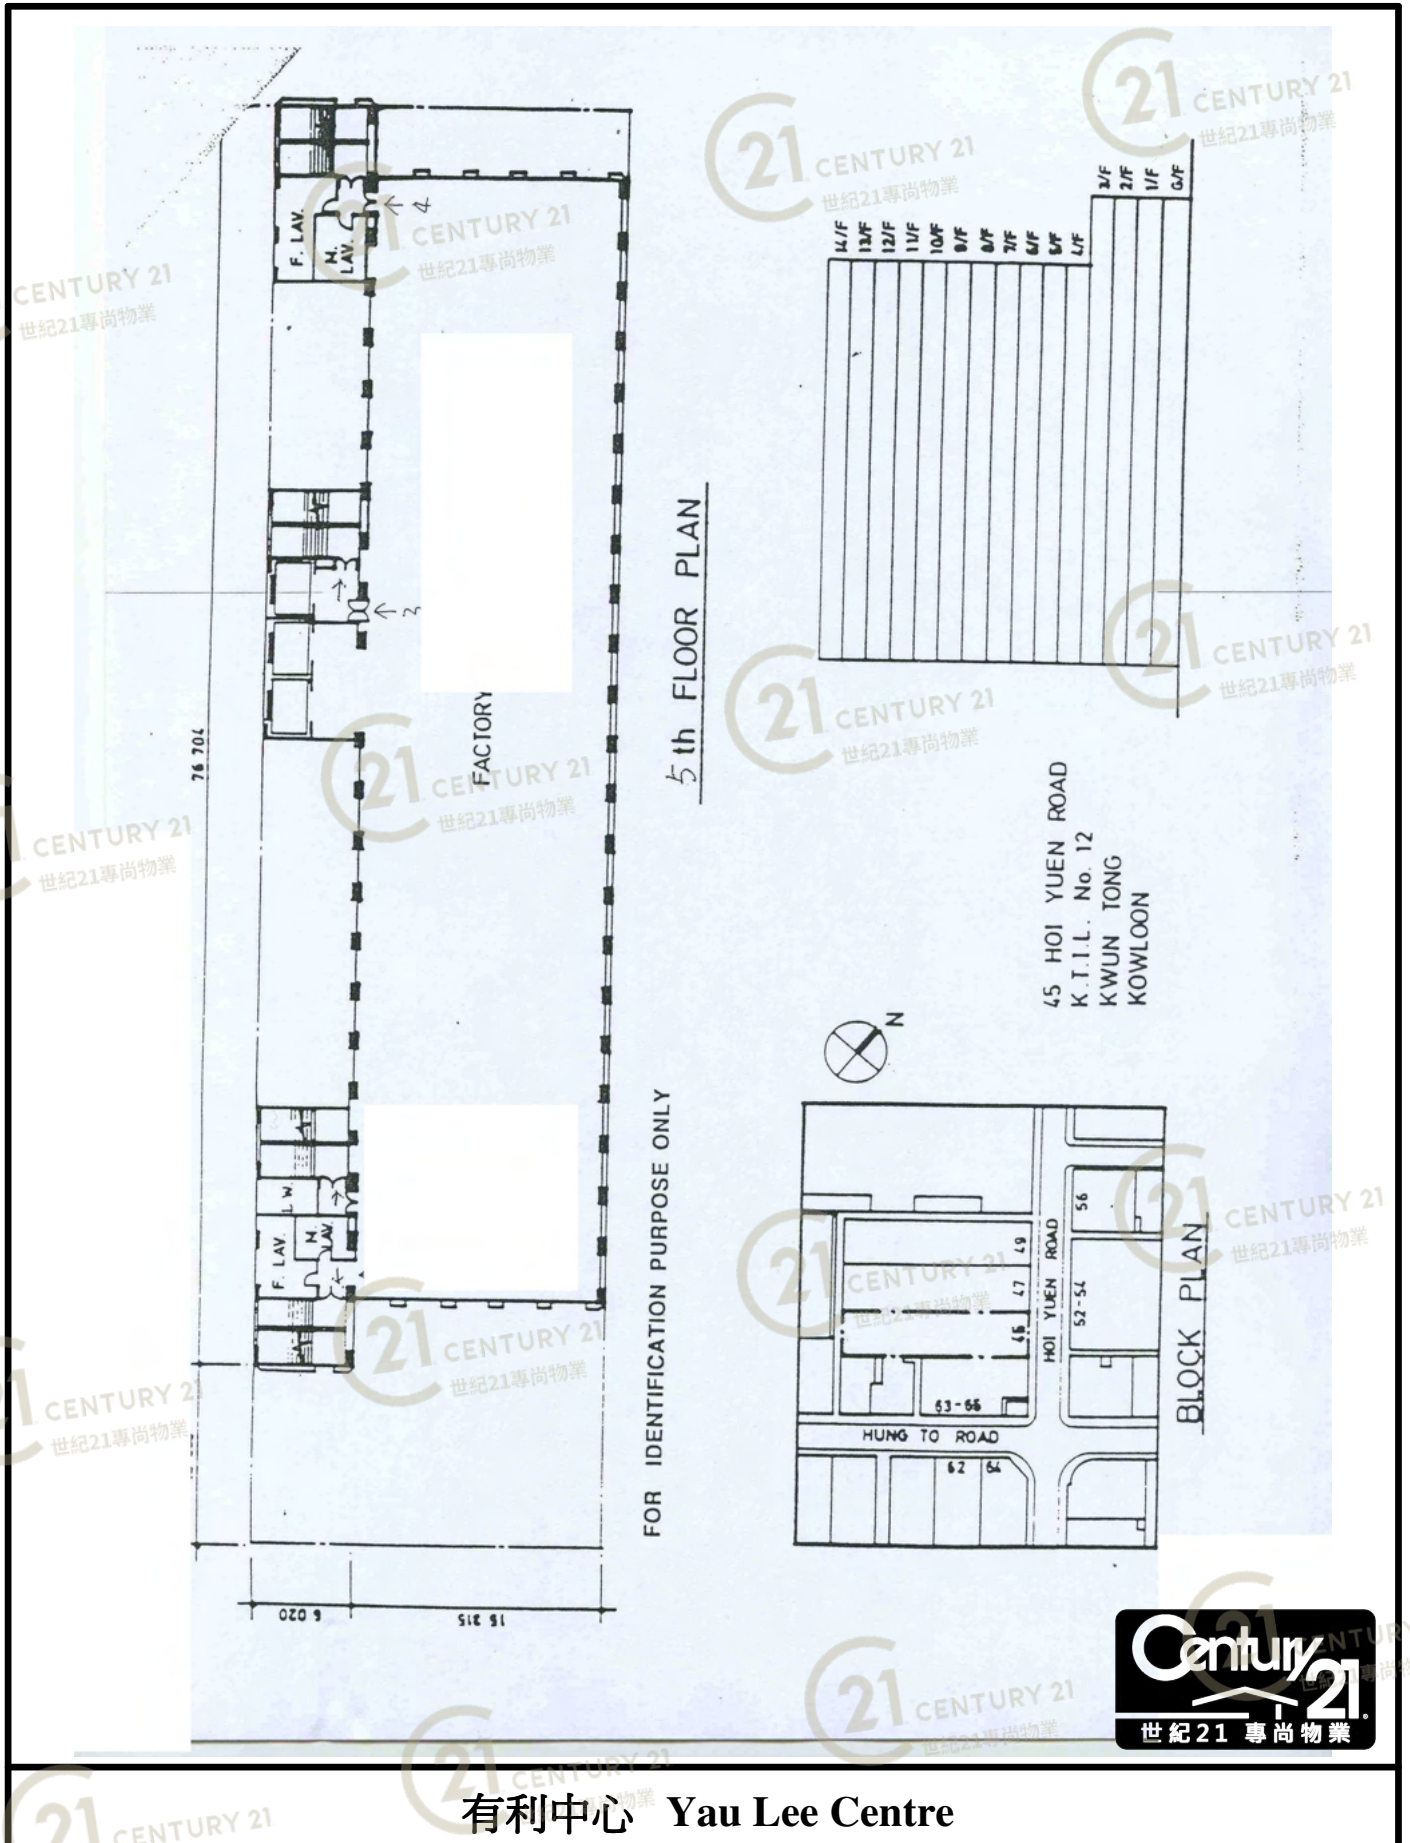 76 704
F. LAV.
M. LAV.
4
3
FACTORY
L W.
F. LAV.
M. LAV.
6 020
15 315
5th FLOOR PLAN
FOR IDENTIFICATION PURPOSE ONLY
14/F
13/F
12/F
11/F
10/F
9/F
8/F
7/F
6/F
5/F
4/F
3/F
2/F
1/F
G/F
45 HOI YUEN ROAD
K.T.I.L. No. 12
KWUN TONG
KOWLOON
N
49
47
45
56
52-54
HOI YUEN ROAD
63-65
HUNG TO ROAD
62 64
BLOCK PLAN
Century 21
世紀21 專尚物業
CENTURY 21
世紀21專尚物業
有利中心 Yau Lee Centre